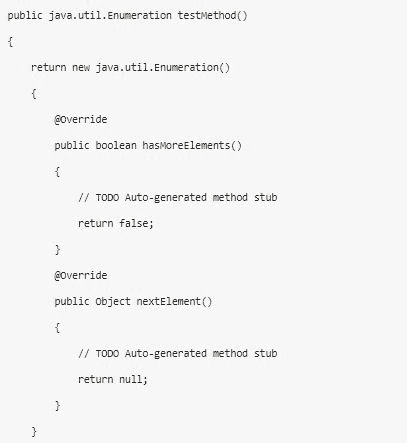 public java.util.Enumeration testMethod()
{
return new java.util.Enumeration()
{
@Override
public boolean hasMoreElements()
{
// TODO Auto-generated method stub
return false;
}
@Override
public Object nextElement()
{
// TODO Auto-generated method stub
return null;
}
}